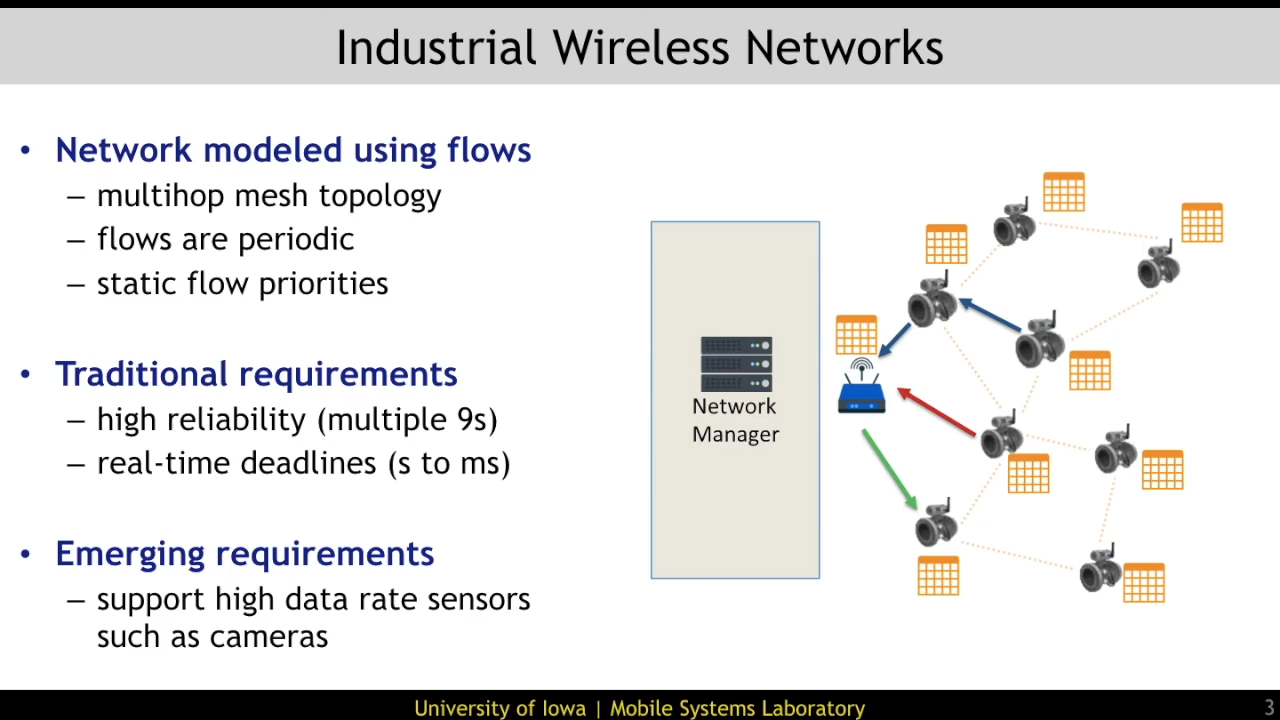 Industrial Wireless Networks
• Network modeled using flows
– multihop mesh topology
– flows are periodic
– static flow priorities
• Traditional requirements
– high reliability (multiple 9s)
– real-time deadlines (s to ms)
• Emerging requirements
– support high data rate sensors
such as cameras
Network
Manager
University of Iowa | Mobile Systems Laboratory
3